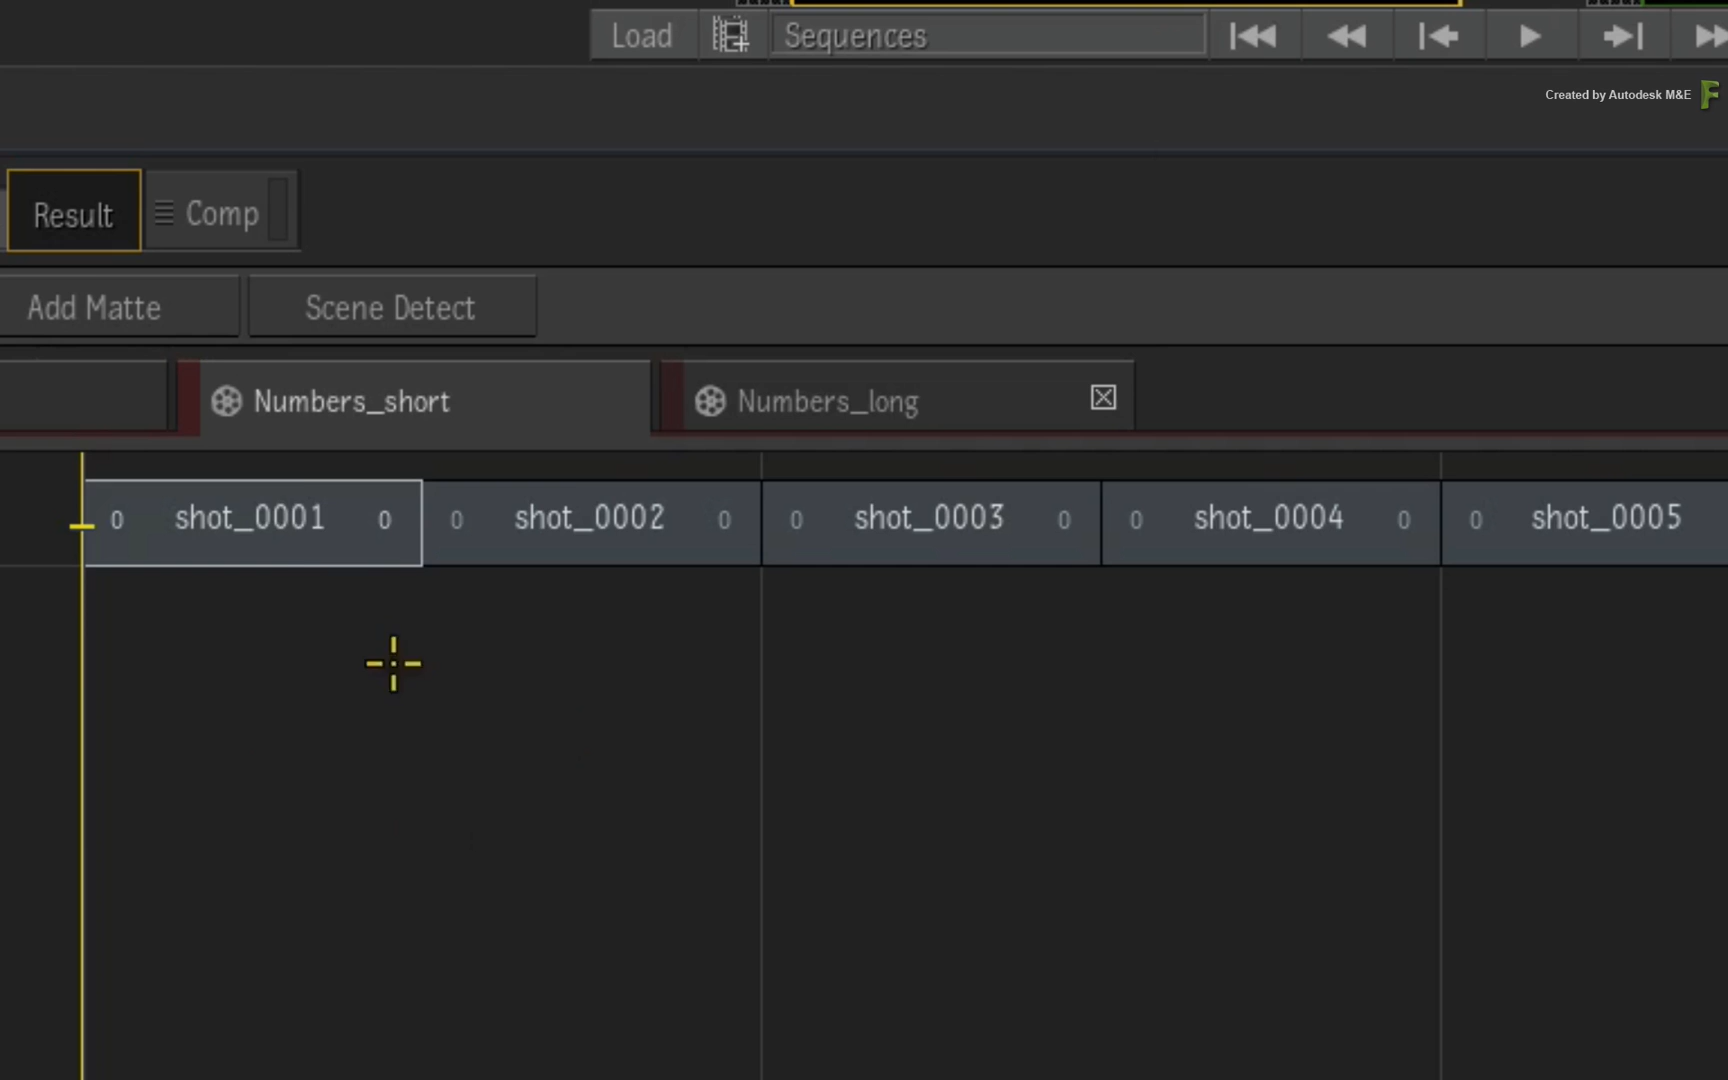 Load Sequences
Created by Autodesk M&E
Result Comp
Add Matte Scene Detect
Numbers_short Numbers_long
0 shot_0001 0 0 shot_0002 0 0 shot_0003 0 0 shot_0004 0 0 shot_0005